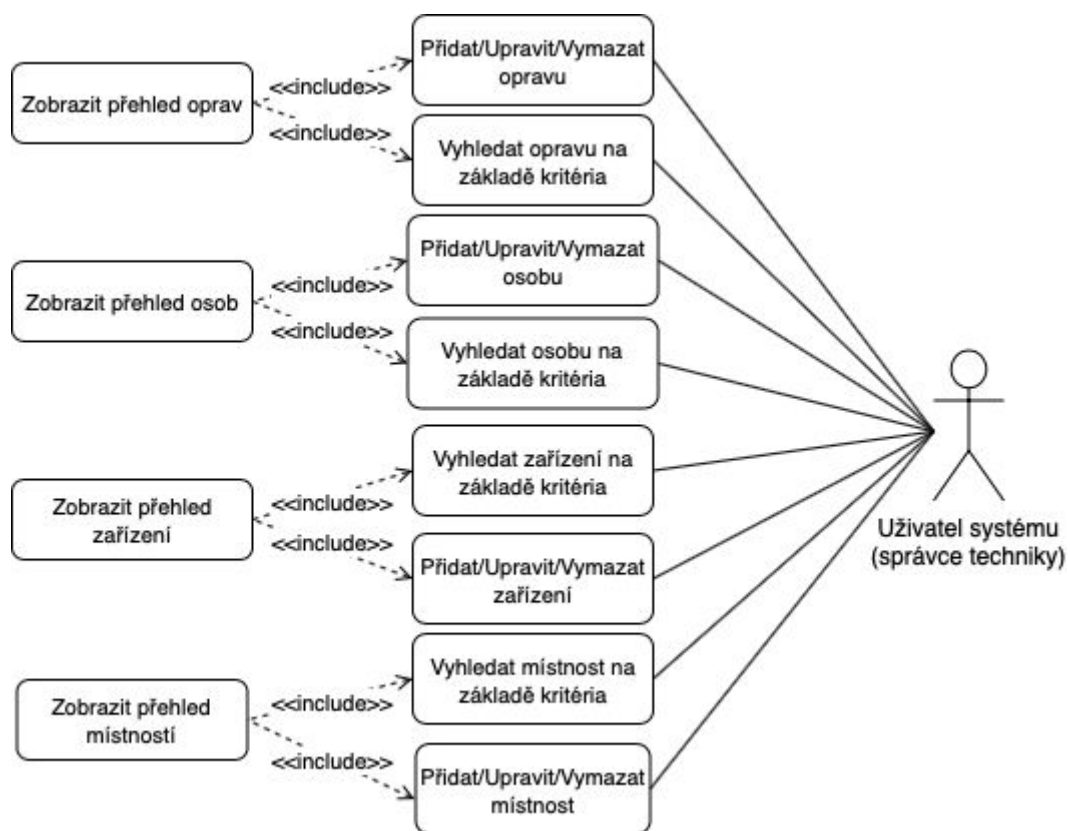 Zobrazit přehled oprav
<<include>>
<<include>>
Přidat/Upravit/Vymazat
opravu
Vyhledat opravu na
základě kritéria
Zobrazit přehled osob
<<include>>
<<include>>
Přidat/Upravit/Vymazat
osobu
Vyhledat osobu na
základě kritéria
Zobrazit přehled
zařízení
<<include>>
<<include>>
Vyhledat zařízení na
základě kritéria
Přidat/Upravit/Vymazat
zařízení
Zobrazit přehled
místností
<<include>>
<<include>>
Vyhledat místnost na
základě kritéria
Přidat/Upravit/Vymazat
místnost
Uživatel systému
(správce techniky)